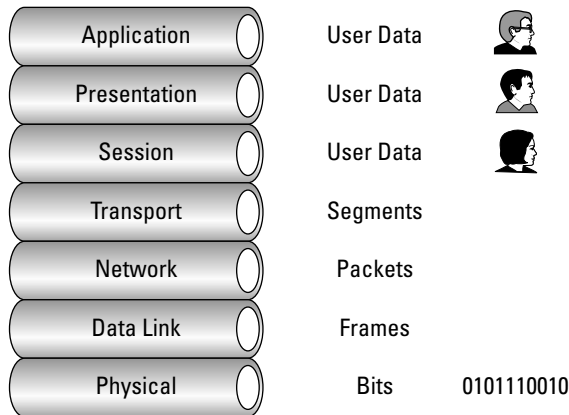 Application User Data
Presentation User Data
Session User Data
Transport Segments
Network Packets
Data Link Frames
Physical Bits 0101110010